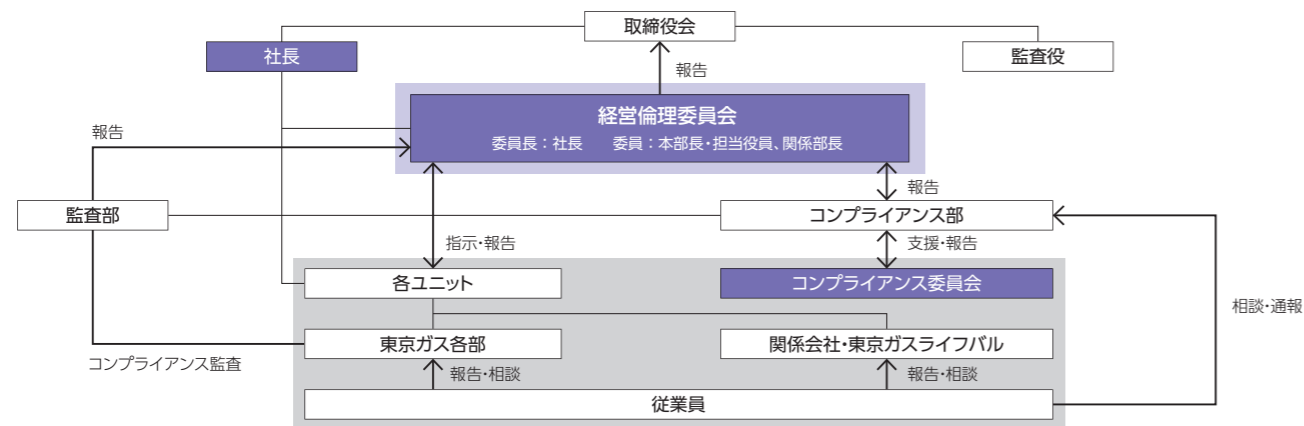 取締役会
社長
監査役
報告
経営倫理委員会
委員長：社長　委員：本部長・担当役員、関係部長
報告
報告
監査部
コンプライアンス部
指示・報告
支援・報告
各ユニット
コンプライアンス委員会
相談・通報
東京ガス各部
関係会社・東京ガスライフバル
コンプライアンス監査
報告・相談
報告・相談
従業員